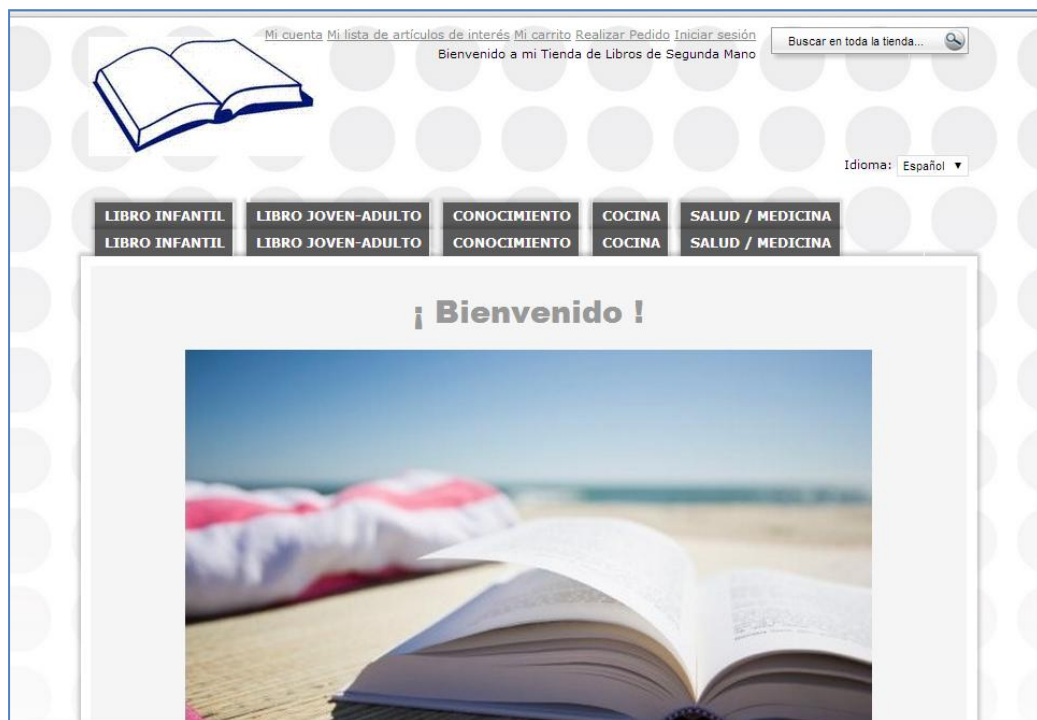 Mi cuenta Mi lista de artículos de interés Mi carrito Realizar Pedido Iniciar sesión
Buscar en toda la tienda...
Bienvenido a mi Tienda de Libros de Segunda Mano
Idioma: Español
LIBRO INFANTIL LIBRO JOVEN-ADULTO CONOCIMIENTO COCINA SALUD / MEDICINA
LIBRO INFANTIL LIBRO JOVEN-ADULTO CONOCIMIENTO COCINA SALUD / MEDICINA
¡ Bienvenido !